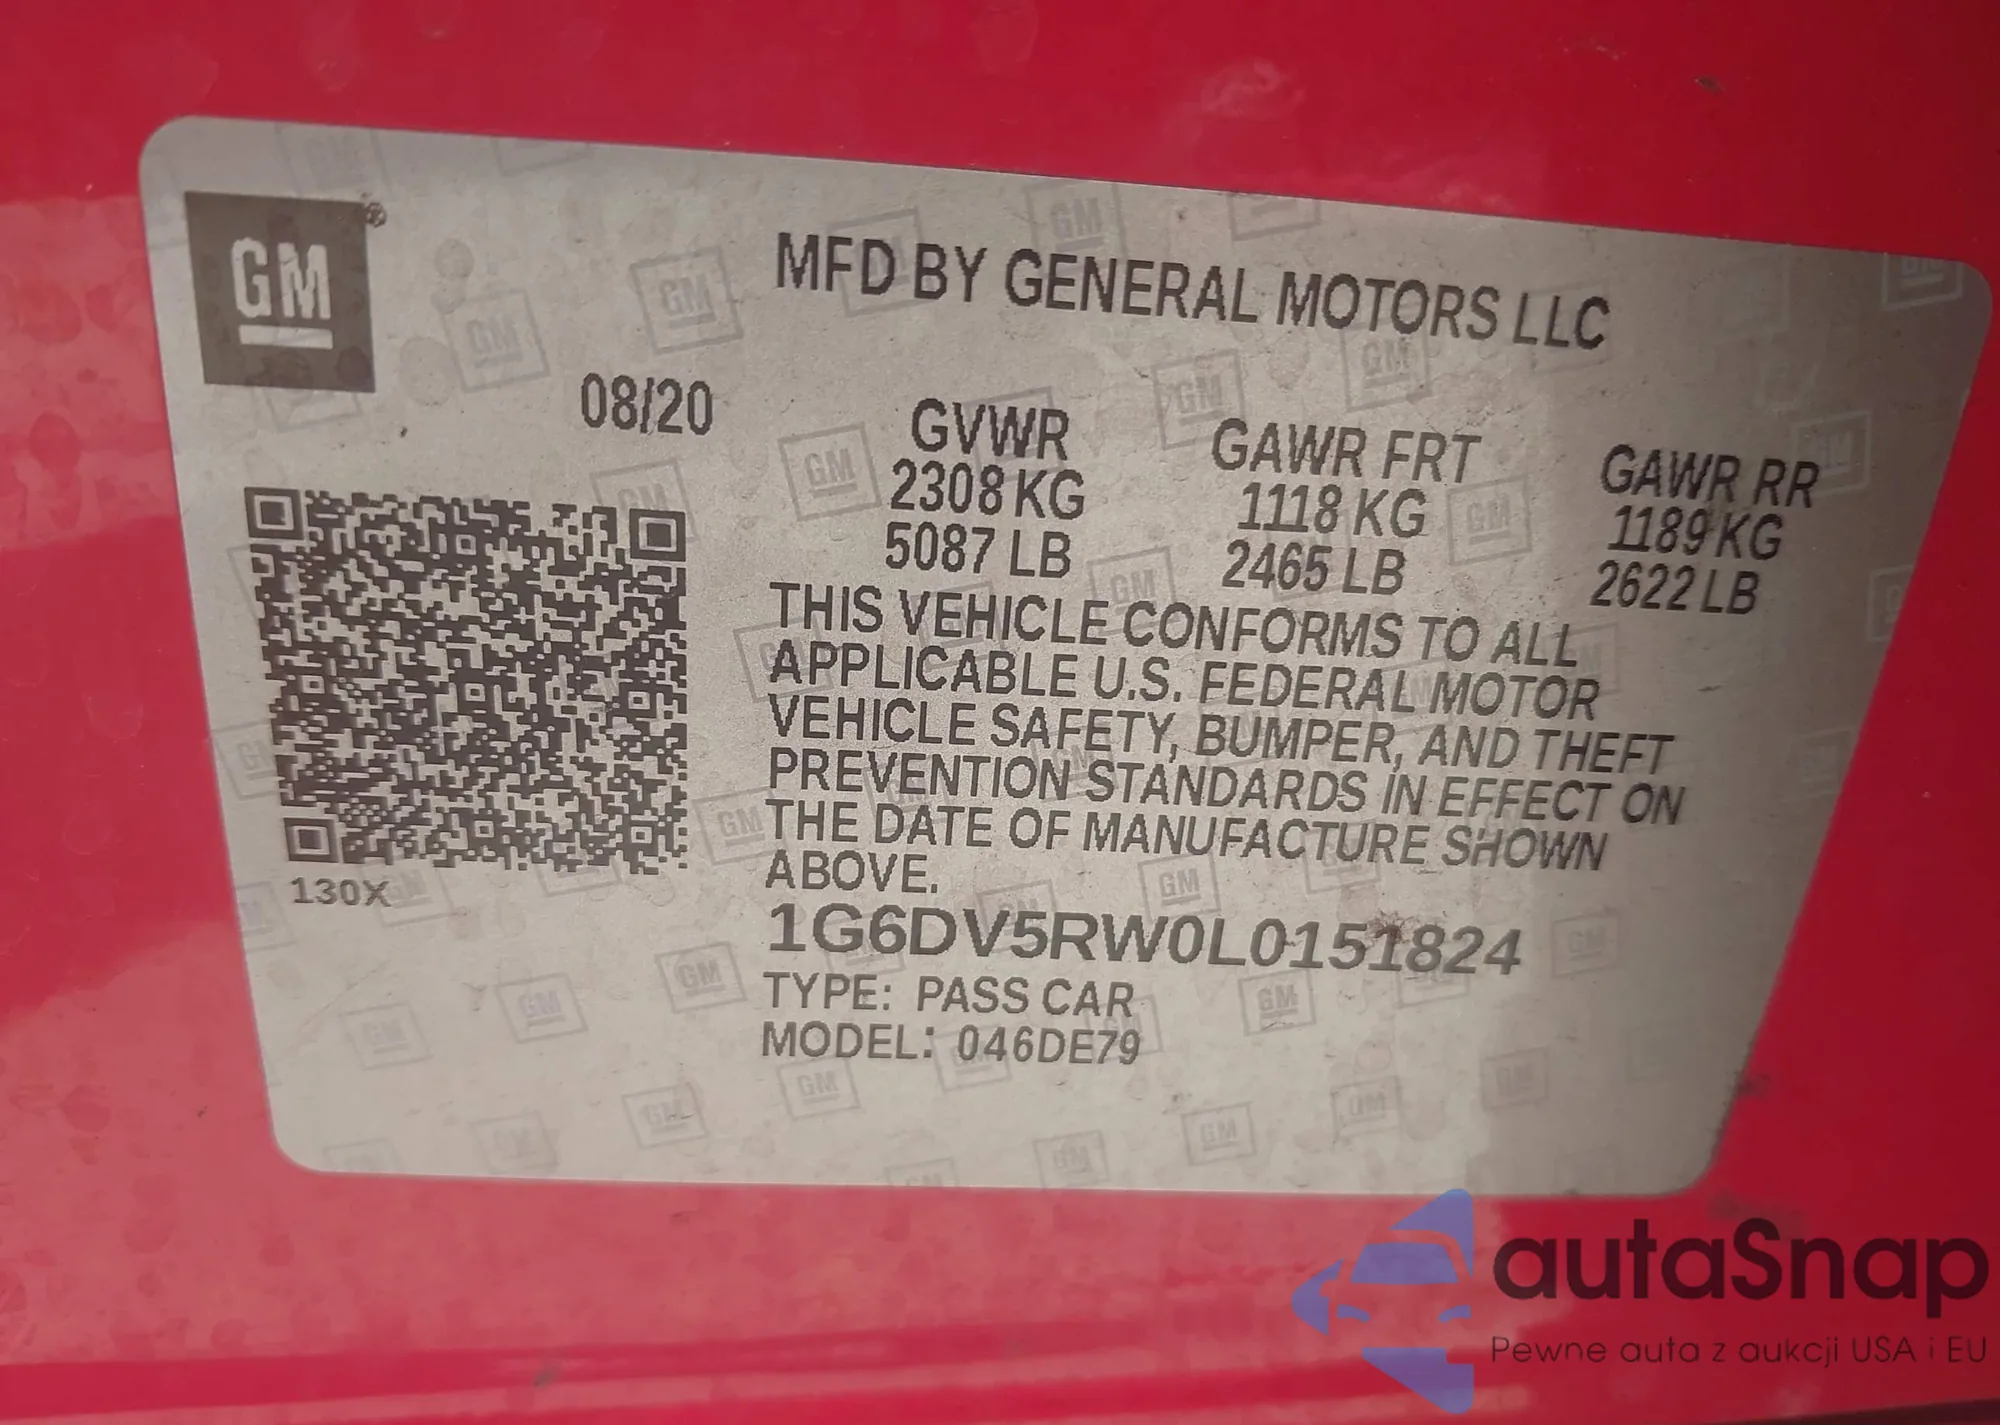 GM®
MFD BY GENERAL MOTORS LLC
08/20
GVWR
2308 KG
5087 LB
GAWR FRT
1118 KG
2465 LB
GAWR RR
1189 KG
2622 LB
THIS VEHICLE CONFORMS TO ALL
APPLICABLE U.S. FEDERAL MOTOR
VEHICLE SAFETY, BUMPER, AND THEFT
PREVENTION STANDARDS IN EFFECT ON
THE DATE OF MANUFACTURE SHOWN
ABOVE.
130X
1G6DV5RW0L0151824
TYPE: PASS CAR
MODEL: 046DE79
autaSnap
Pewne auta z aukcji USA i EU